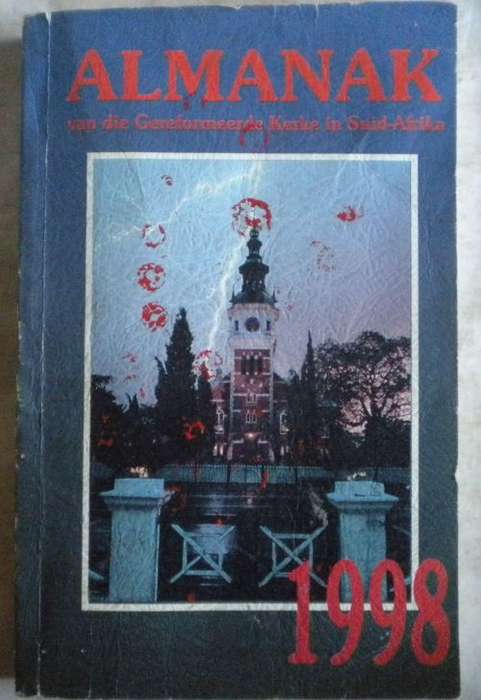 ALMANAK
van die Gereformeerde Kerke in Suid-Afrika
1998